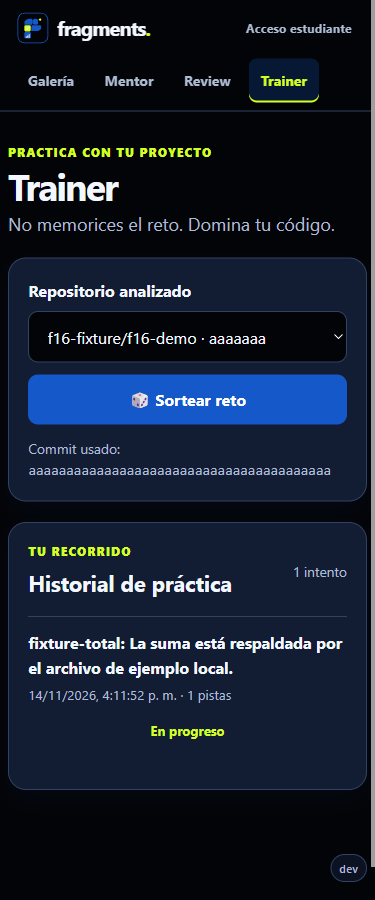 fragments.
Acceso estudiante
Galería Mentor Review Trainer
PRACTICA CON TU PROYECTO
Trainer
No memorices el reto. Domina tu código.
Repositorio analizado
f16-fixture/f16-demo · aaaaaaa
🎲 Sortear reto
Commit usado:
aaaaaaaaaaaaaaaaaaaaaaaaaaaaaaaaaaaaaaaa
TU RECORRIDO
Historial de práctica
1 intento
fixture-total: La suma está respaldada por
el archivo de ejemplo local.
14/11/2026, 4:11:52 p. m. · 1 pistas
En progreso
dev